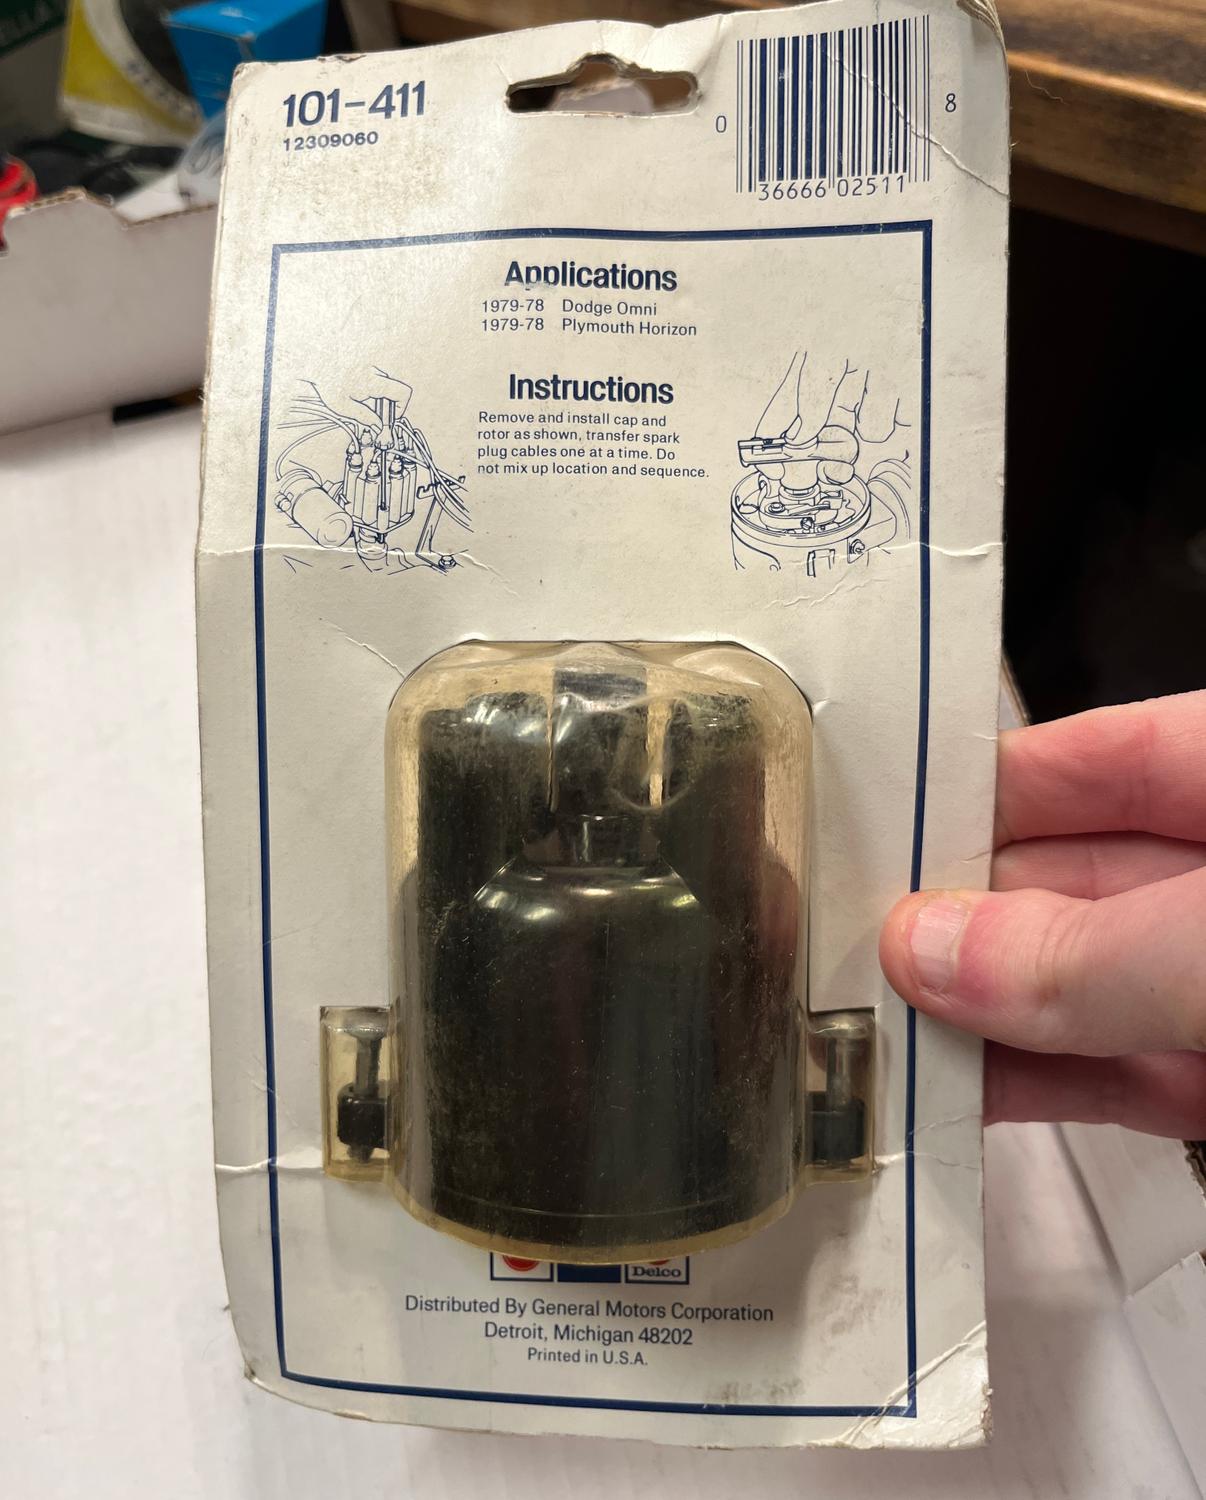 101-411
12309060
0 36666 02511 8
Applications
1979-78 Dodge Omni
1979-78 Plymouth Horizon
Instructions
Remove and install cap and
rotor as shown, transfer spark
plug cables one at a time. Do
not mix up location and sequence.
Delco
Distributed By General Motors Corporation
Detroit, Michigan 48202
Printed in U.S.A.